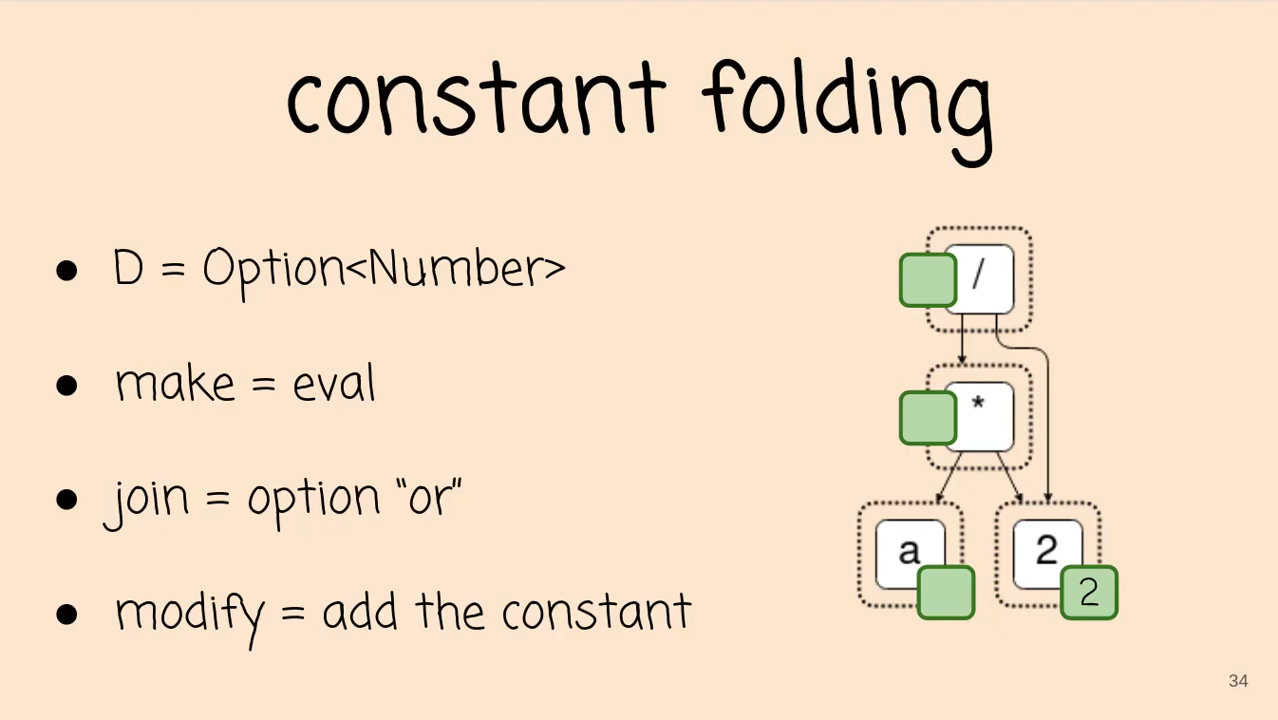 constant folding
● D = Option<Number>
● make = eval
● join = option “or”
● modify = add the constant
/
*
a
2
2
34